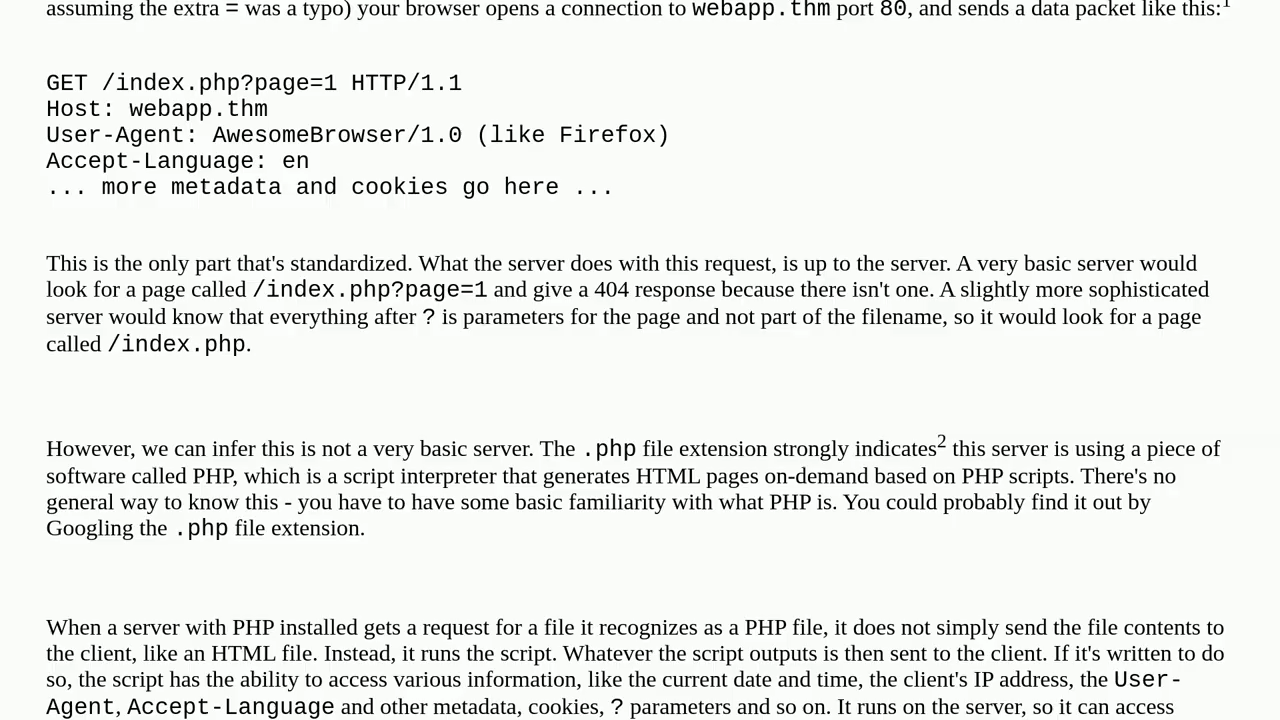 assuming the extra = was a typo) your browser opens a connection to webapp.thm port 80, and sends a data packet like this:1
GET /index.php?page=1 HTTP/1.1
Host: webapp.thm
User-Agent: AwesomeBrowser/1.0 (like Firefox)
Accept-Language: en
... more metadata and cookies go here ...
This is the only part that's standardized. What the server does with this request, is up to the server. A very basic server would
look for a page called /index.php?page=1 and give a 404 response because there isn't one. A slightly more sophisticated
server would know that everything after ? is parameters for the page and not part of the filename, so it would look for a page
called /index.php.
However, we can infer this is not a very basic server. The .php file extension strongly indicates2 this server is using a piece of
software called PHP, which is a script interpreter that generates HTML pages on-demand based on PHP scripts. There's no
general way to know this - you have to have some basic familiarity with what PHP is. You could probably find it out by
Googling the .php file extension.
When a server with PHP installed gets a request for a file it recognizes as a PHP file, it does not simply send the file contents to
the client, like an HTML file. Instead, it runs the script. Whatever the script outputs is then sent to the client. If it's written to do
so, the script has the ability to access various information, like the current date and time, the client's IP address, the User-
Agent, Accept-Language and other metadata, cookies, ? parameters and so on. It runs on the server, so it can access